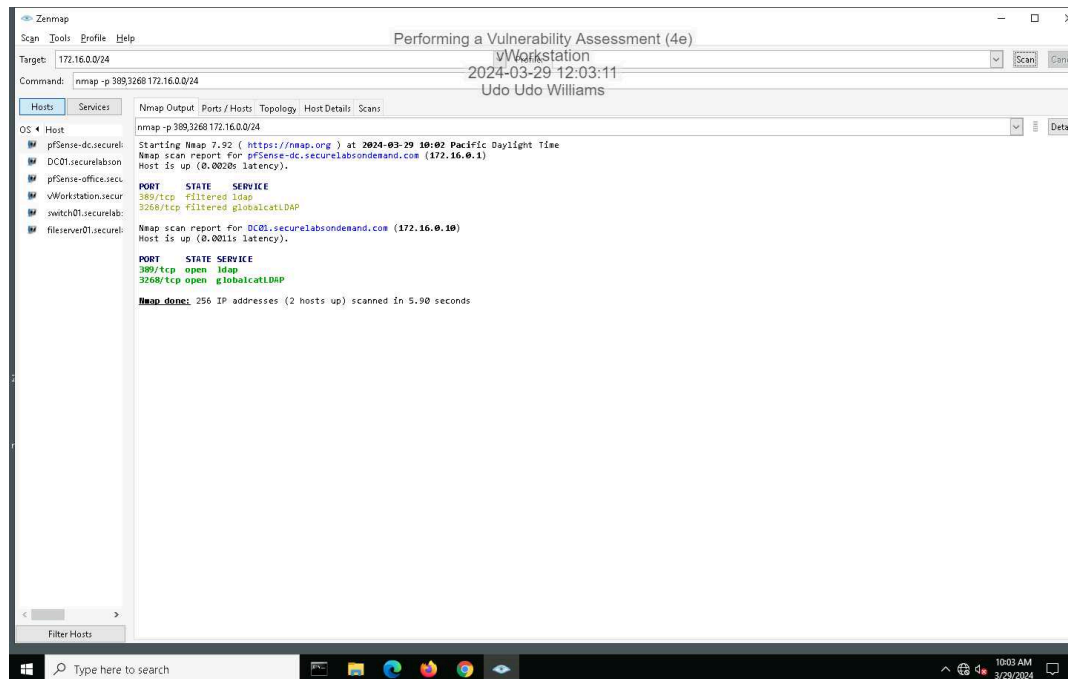 Zenmap
Scan Tools Profile Help
Performing a Vulnerability Assessment (4e)
vWorkstation
2024-03-29 12:03:11
Udo Udo Williams
Target: 172.16.0.0/24
Scan
Command: nmap -p 389,3268 172.16.0.0/24
Hosts Services
Nmap Output Ports / Hosts Topology Host Details Scans
OS Host
nmap -p 389,3268 172.16.0.0/24
pfSense-dc.securel
DC01.securelabson
pfSense-office.secu
vWorkstation.secur
switch01.securelab
fileserver01.securel
Starting Nmap 7.92 ( https://nmap.org ) at 2024-03-29 10:02 Pacific Daylight Time
Nmap scan report for pfSense-dc.securelabsondemand.com (172.16.0.1)
Host is up (0.0020s latency).
PORT STATE SERVICE
389/tcp filtered ldap
3268/tcp filtered globalcatLDAP
Nmap scan report for DC01.securelabsondemand.com (172.16.0.10)
Host is up (0.0011s latency).
PORT STATE SERVICE
389/tcp open ldap
3268/tcp open globalcatLDAP
Nmap done: 256 IP addresses (2 hosts up) scanned in 5.90 seconds
Filter Hosts
Type here to search
10:03 AM
3/29/2024